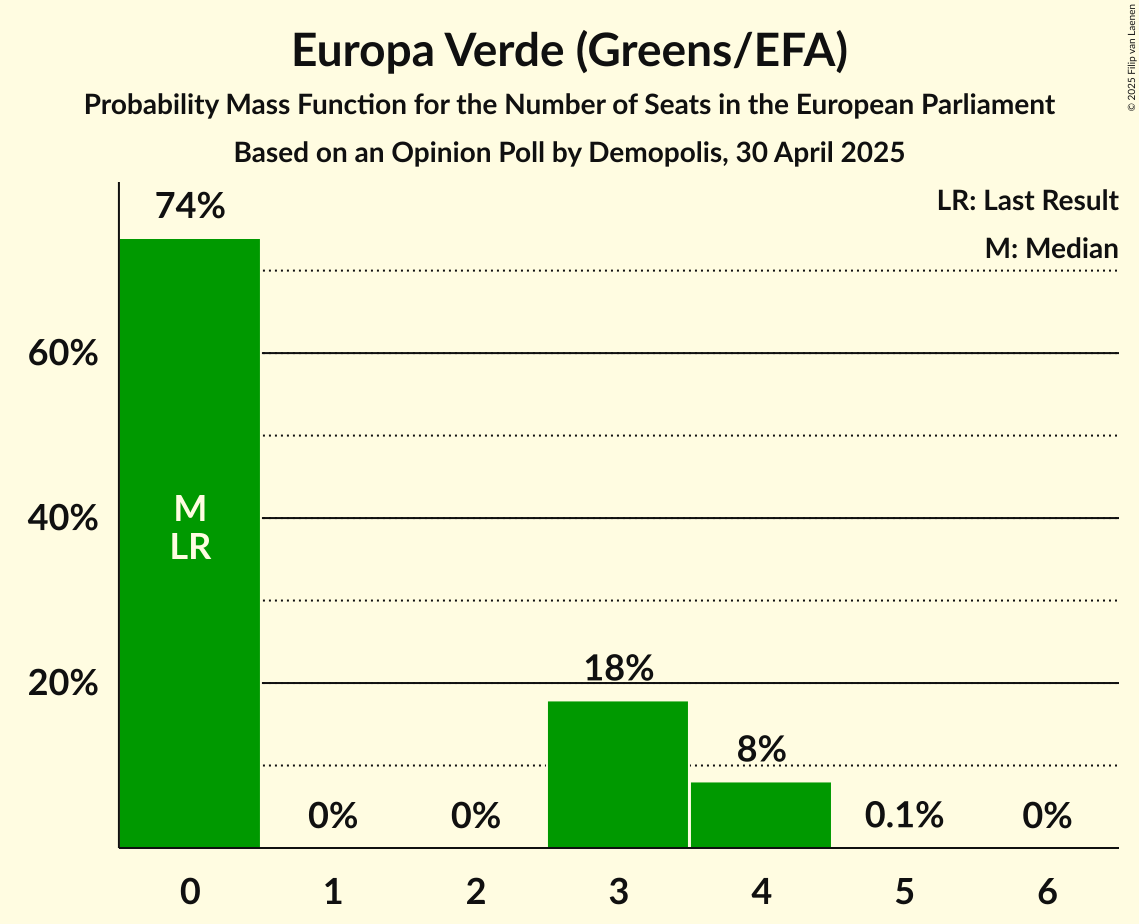 Europa Verde (Greens/EFA)
Probability Mass Function for the Number of Seats in the European Parliament
Based on an Opinion Poll by Demopolis, 30 April 2025
© 2025 Filip van Laenen
LR: Last Result
M: Median
74%
60%
40%
20%
M
LR
0%
0%
18%
8%
0.1%
0%
0
1
2
3
4
5
6